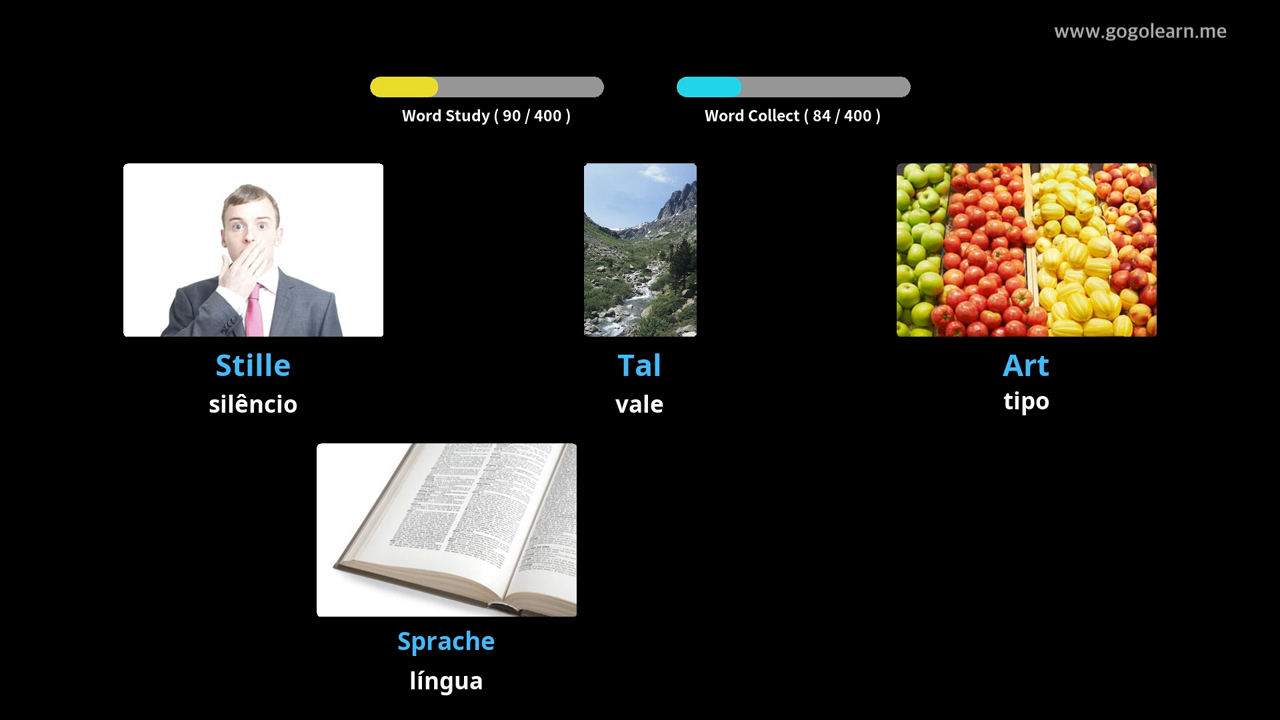 www.gogolearn.me
Word Study ( 90 / 400 )
Word Collect ( 84 / 400 )
Stille
silêncio
Tal
vale
Art
tipo
Sprache
língua